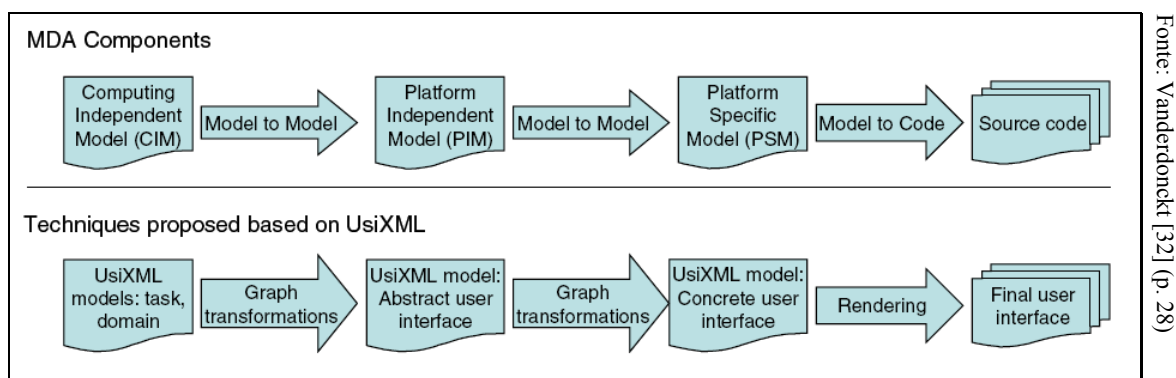 MDA Components
Computing
Independent
Model (CIM)
Model to Model
Platform
Independent
Model (PIM)
Model to Model
Platform
Specific
Model (PSM)
Model to Code
Source code
Techniques proposed based on UsiXML
UsiXML
models: task,
domain
Graph
transformations
UsiXML model:
Abstract user
interface
Graph
transformations
UsiXML model:
Concrete user
interface
Rendering
Final user
interface
Fonte: Vanderdonckt [32] (p. 28)